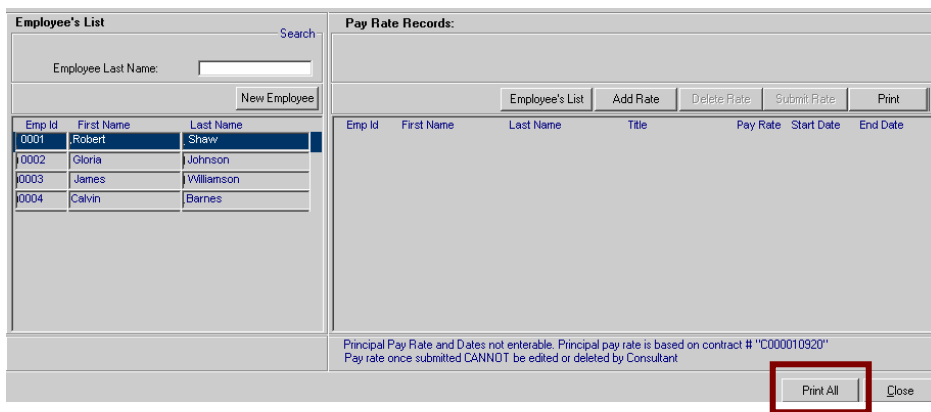 Employee's List
Search
Employee Last Name:
New Employee
Emp Id First Name Last Name
0001 Robert Shaw
0002 Gloria Johnson
0003 James Williamson
0004 Calvin Barnes
Pay Rate Records:
Employee's List Add Rate Delete Rate Submit Rate Print
Emp Id First Name Last Name Title Pay Rate Start Date End Date
Principal Pay Rate and Dates not enterable. Principal pay rate is based on contract # "C000010920"
Pay rate once submitted CANNOT be edited or deleted by Consultant
Print All Close